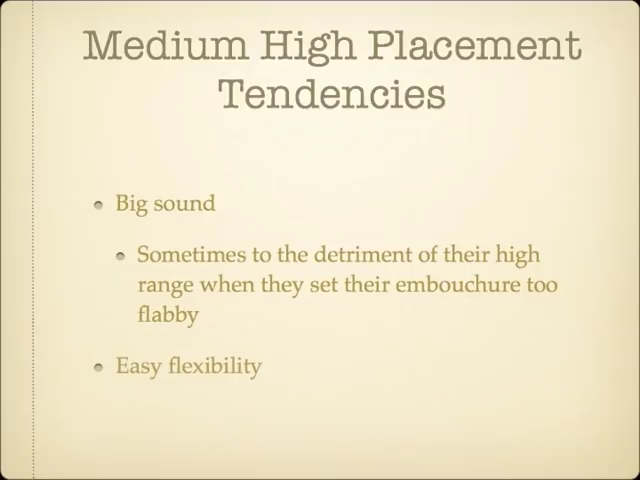 Medium High Placement
Tendencies
Big sound
Sometimes to the detriment of their high
range when they set their embouchure too
flabby
Easy flexibility